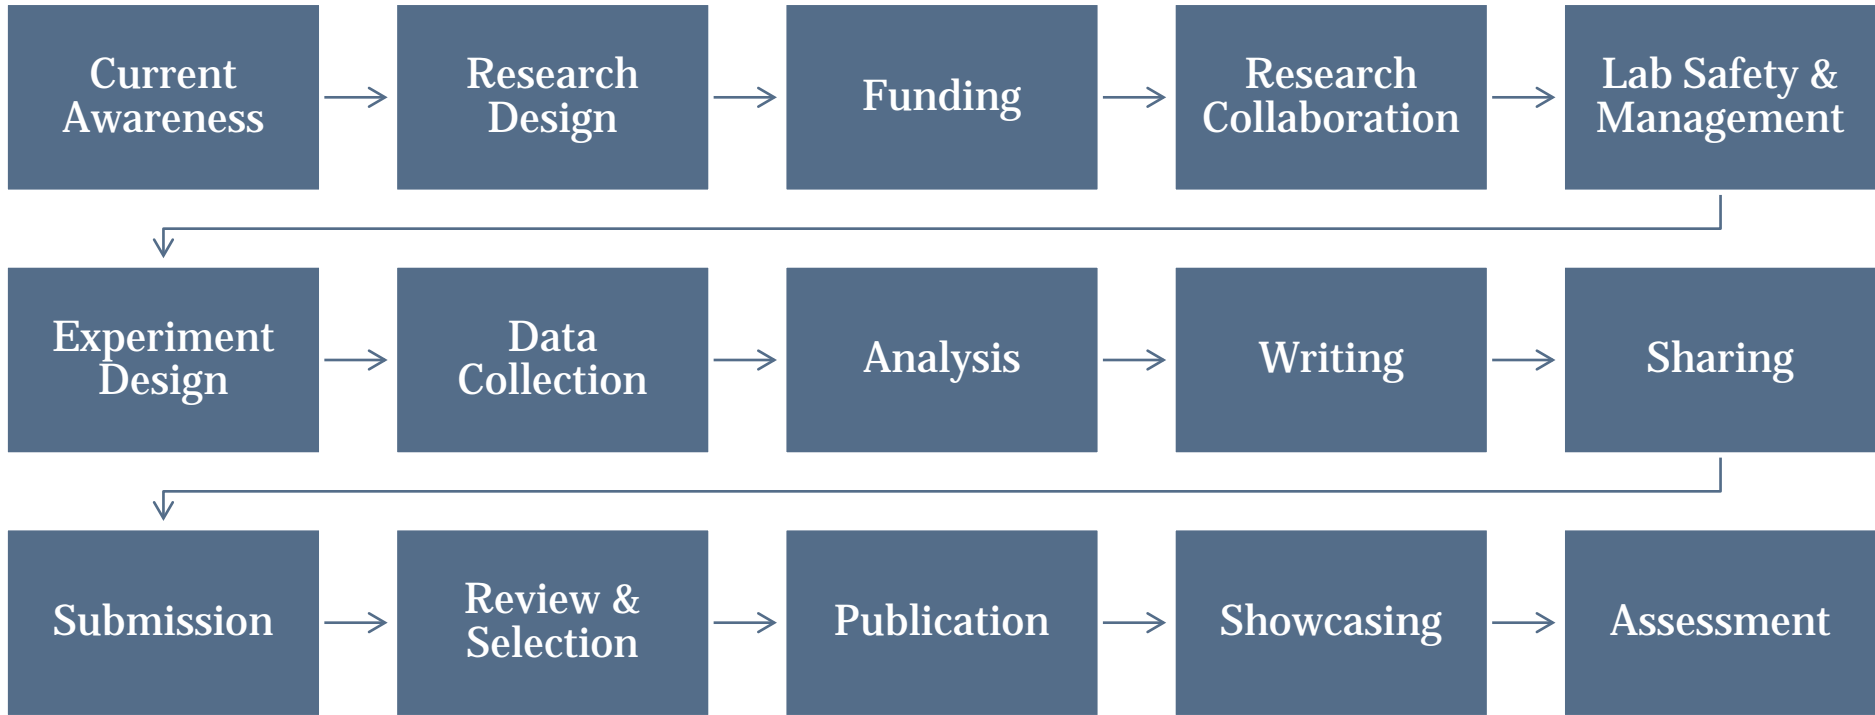 Current
Awareness
Research
Design
Funding
Research
Collaboration
Lab Safety &
Management
Experiment
Design
Data
Collection
Analysis
Writing
Sharing
Submission
Review &
Selection
Publication
Showcasing
Assessment